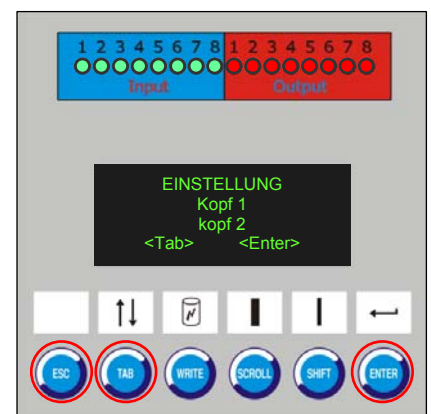 1 2 3 4 5 6 7 8 1 2 3 4 5 6 7 8
Input Output
EINSTELLUNG
Kopf 1
kopf 2
<Tab> <Enter>
ESC TAB WRITE SCROLL SHIFT ENTER